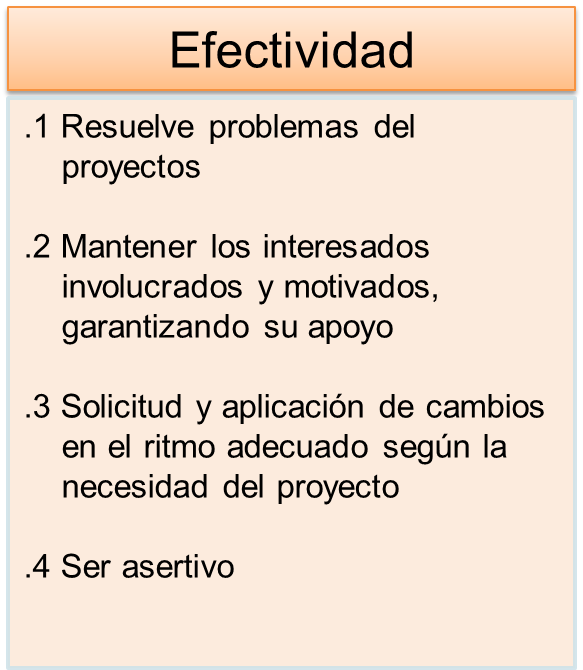 Efectividad
.1 Resuelve problemas del
proyectos
.2 Mantener los interesados
involucrados y motivados,
garantizando su apoyo
.3 Solicitud y aplicación de cambios
en el ritmo adecuado según la
necesidad del proyecto
.4 Ser asertivo